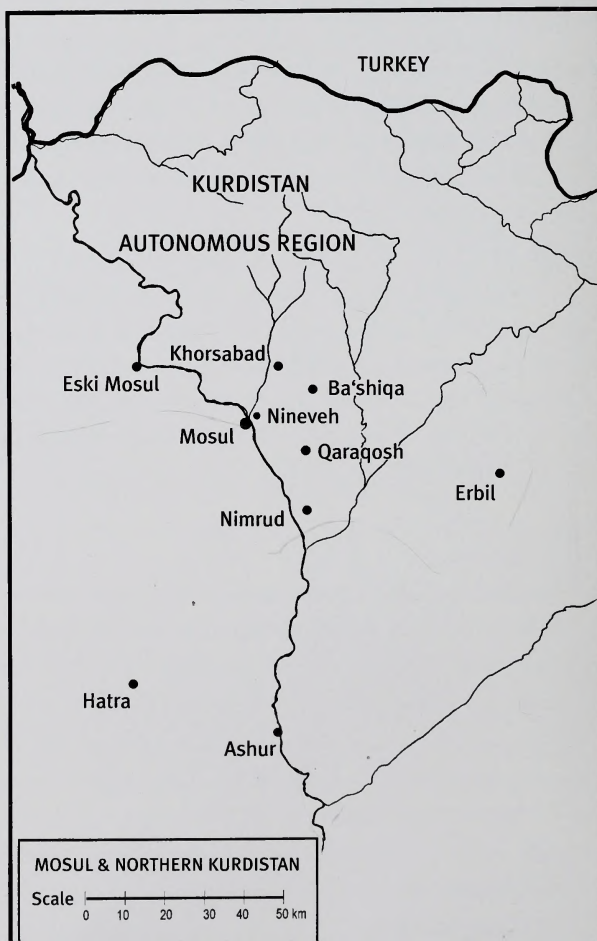 TURKEY
KURDISTAN
AUTONOMOUS REGION
Khorsabad
Eski Mosul
Ba‘shiqa
Nineveh
Mosul
Qaraqosh
Erbil
Nimrud
Hatra
Ashur
MOSUL & NORTHERN KURDISTAN
Scale
0 10 20 30 40 50 km